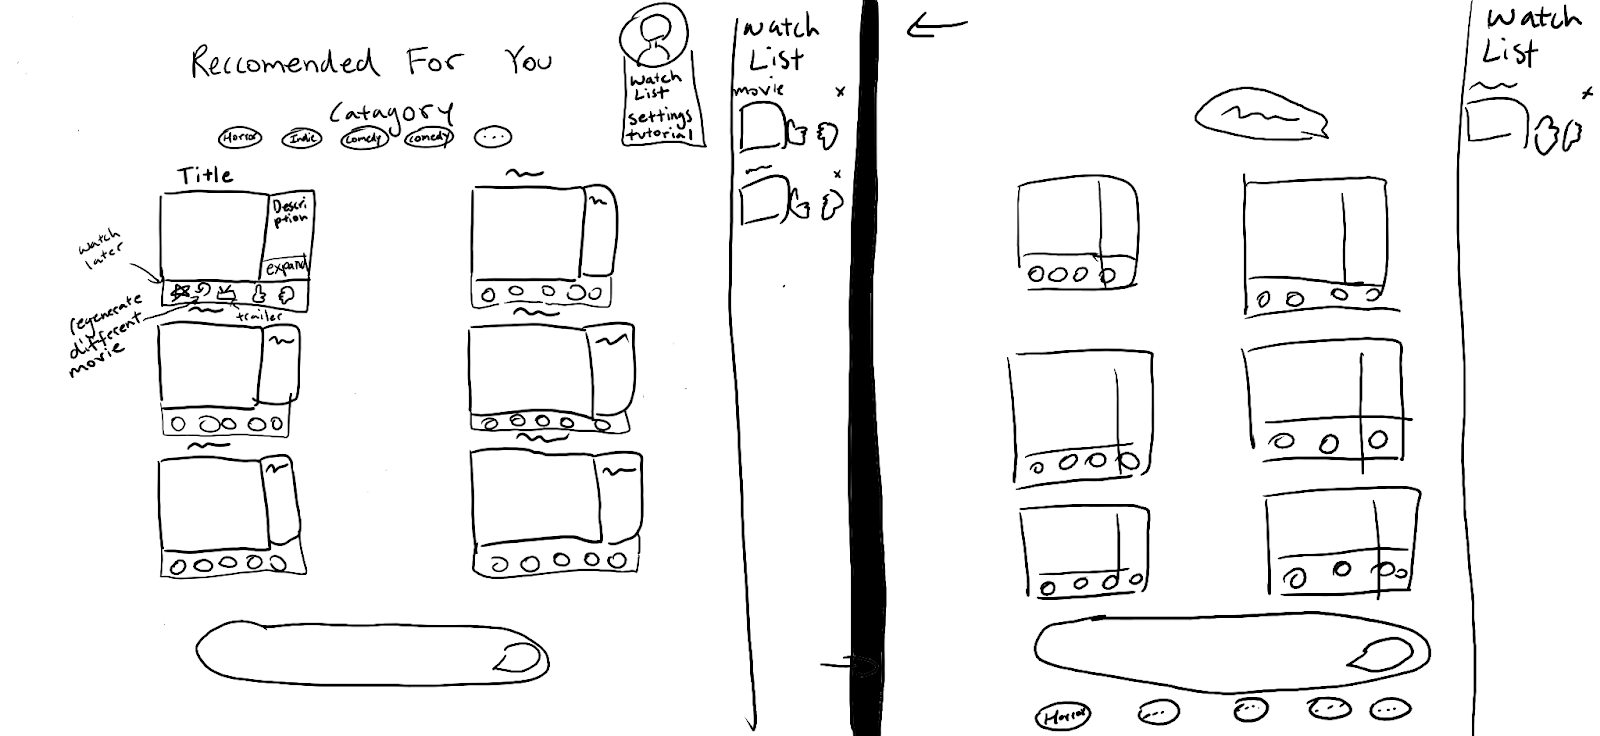 Reccomended For You
Catagory
Horror
Indie
comedy
comedy
...
Watch
List
settings
tutorial
Title
Descri
ption
expand
watch
later
regenerate
different
movie
trailer
Watch
List
movie
x
x
Watch
List
x
Horror
...
...
...
...